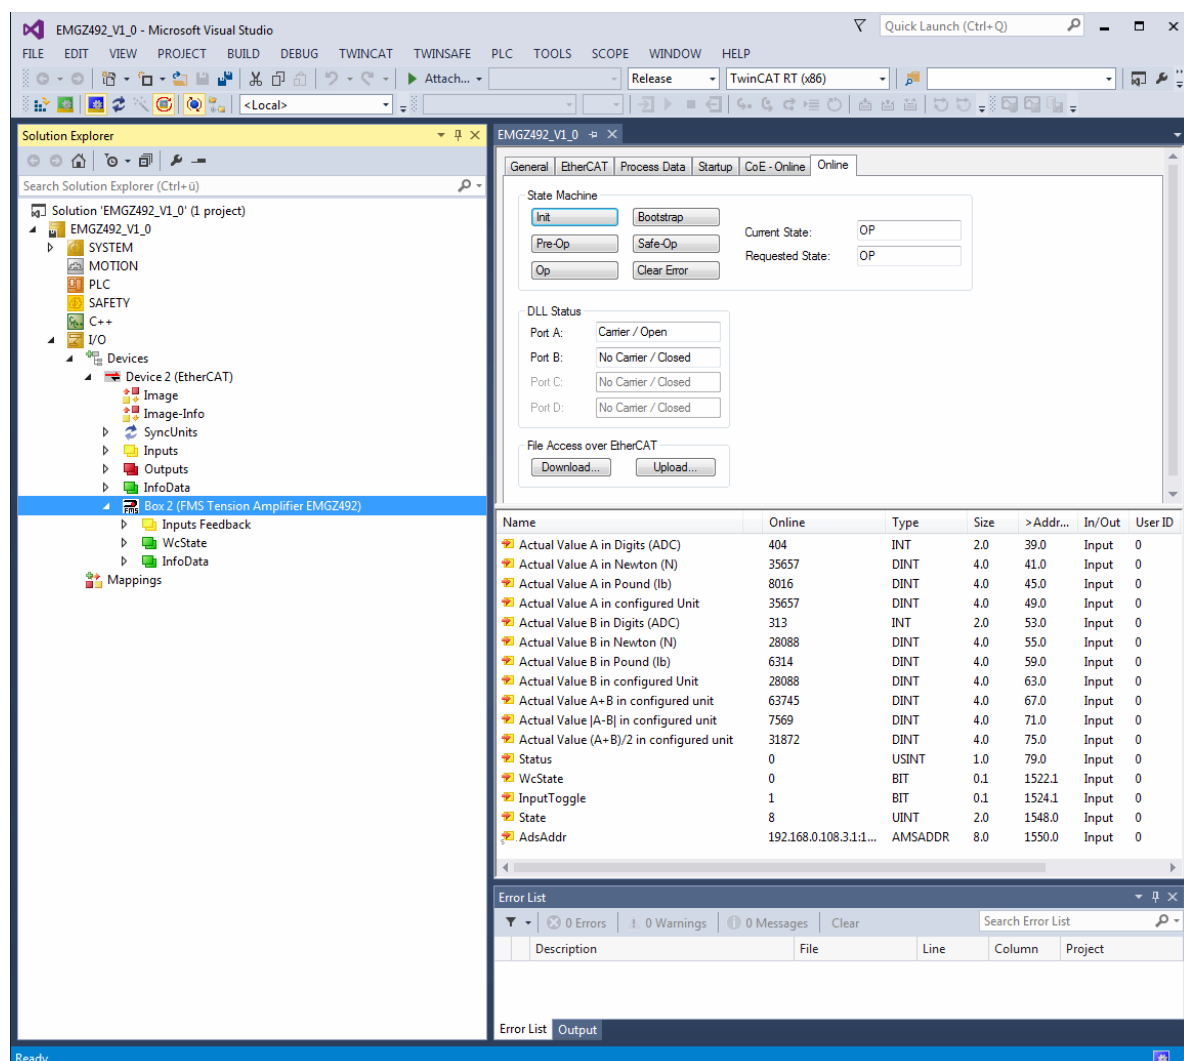 EMGZ492_V1_0 - Microsoft Visual Studio
Quick Launch (Ctrl+Q)
FILE EDIT VIEW PROJECT BUILD DEBUG TWINCAT TWINSAFE PLC TOOLS SCOPE WINDOW HELP
Attach... Release TwinCAT RT (x86)
<Local>
Solution Explorer
Search Solution Explorer (Ctrl+ü)
Solution 'EMGZ492_V1_0' (1 project)
EMGZ492_V1_0
SYSTEM
MOTION
PLC
SAFETY
C++
I/O
Devices
Device 2 (EtherCAT)
Image
Image-Info
SyncUnits
Inputs
Outputs
InfoData
FMS Box 2 (FMS Tension Amplifier EMGZ492)
Inputs Feedback
WcState
InfoData
Mappings
EMGZ492_V1_0
General EtherCAT Process Data Startup CoE - Online Online
State Machine
Init Bootstrap
Pre-Op Safe-Op
Op Clear Error
Current State: OP
Requested State: OP
DLL Status
Port A: Carrier / Open
Port B: No Carrier / Closed
Port C: No Carrier / Closed
Port D: No Carrier / Closed
File Access over EtherCAT
Download... Upload...
Name Online Type Size >Addr... In/Out User ID
Actual Value A in Digits (ADC) 404 INT 2.0 39.0 Input 0
Actual Value A in Newton (N) 35657 DINT 4.0 41.0 Input 0
Actual Value A in Pound (lb) 8016 DINT 4.0 45.0 Input 0
Actual Value A in configured Unit 35657 DINT 4.0 49.0 Input 0
Actual Value B in Digits (ADC) 313 INT 2.0 53.0 Input 0
Actual Value B in Newton (N) 28088 DINT 4.0 55.0 Input 0
Actual Value B in Pound (lb) 6314 DINT 4.0 59.0 Input 0
Actual Value B in configured Unit 28088 DINT 4.0 63.0 Input 0
Actual Value A+B in configured unit 63745 DINT 4.0 67.0 Input 0
Actual Value |A-B| in configured unit 7569 DINT 4.0 71.0 Input 0
Actual Value (A+B)/2 in configured unit 31872 DINT 4.0 75.0 Input 0
Status 0 USINT 1.0 79.0 Input 0
WcState 0 BIT 0.1 1522.1 Input 0
InputToggle 1 BIT 0.1 1524.1 Input 0
State 8 UINT 2.0 1548.0 Input 0
AdsAddr 192.168.0.108.3.1:1... AMSADDR 8.0 1550.0 Input 0
Error List
0 Errors 0 Warnings 0 Messages Clear Search Error List
Description File Line Column Project
Error List Output
Ready